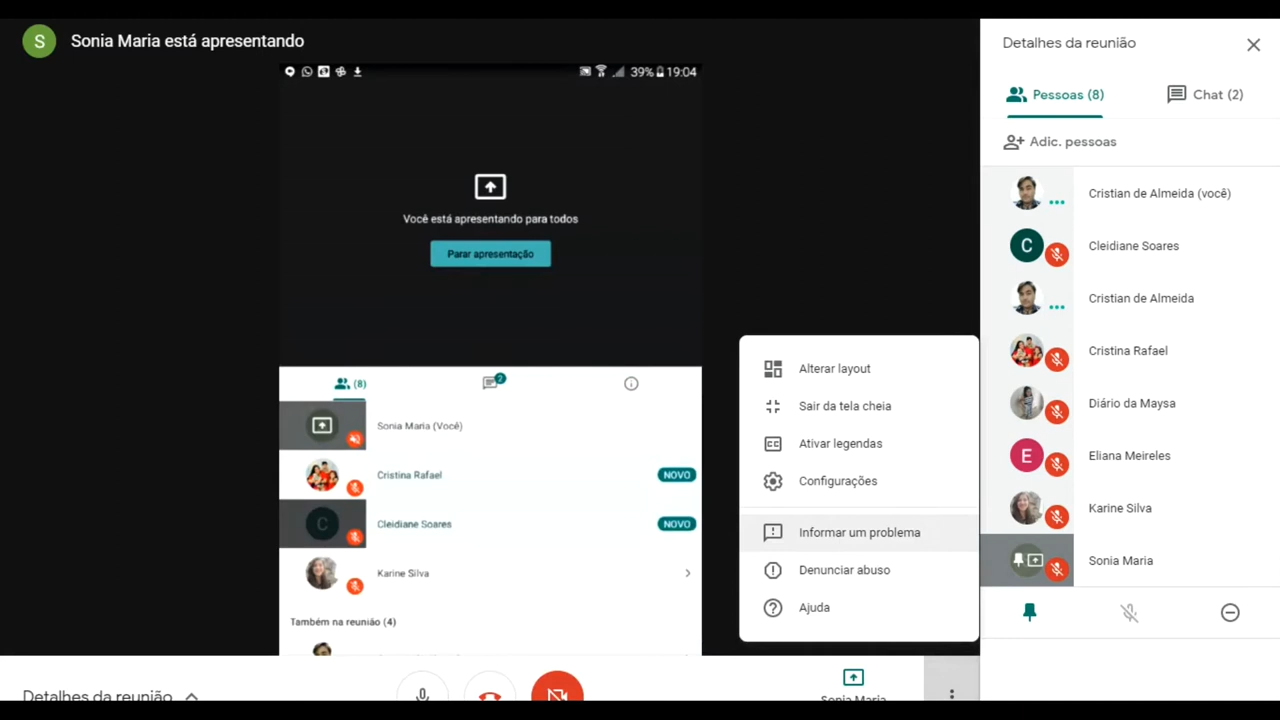 S
Sonia Maria está apresentando
39% 19:04
Você está apresentando para todos
Parar apresentação
(8)
2
Sonia Maria (Você)
Cristina Rafael
NOVO
C
Cleidiane Soares
NOVO
Karine Silva
Também na reunião (4)
Alterar layout
Sair da tela cheia
CC
Ativar legendas
Configurações
Informar um problema
Denunciar abuso
Ajuda
Detalhes da reunião
Sonia Maria
Detalhes da reunião
Pessoas (8)
Chat (2)
Adic. pessoas
Cristian de Almeida (você)
C
Cleidiane Soares
Cristian de Almeida
Cristina Rafael
Diário da Maysa
E
Eliana Meireles
Karine Silva
Sonia Maria